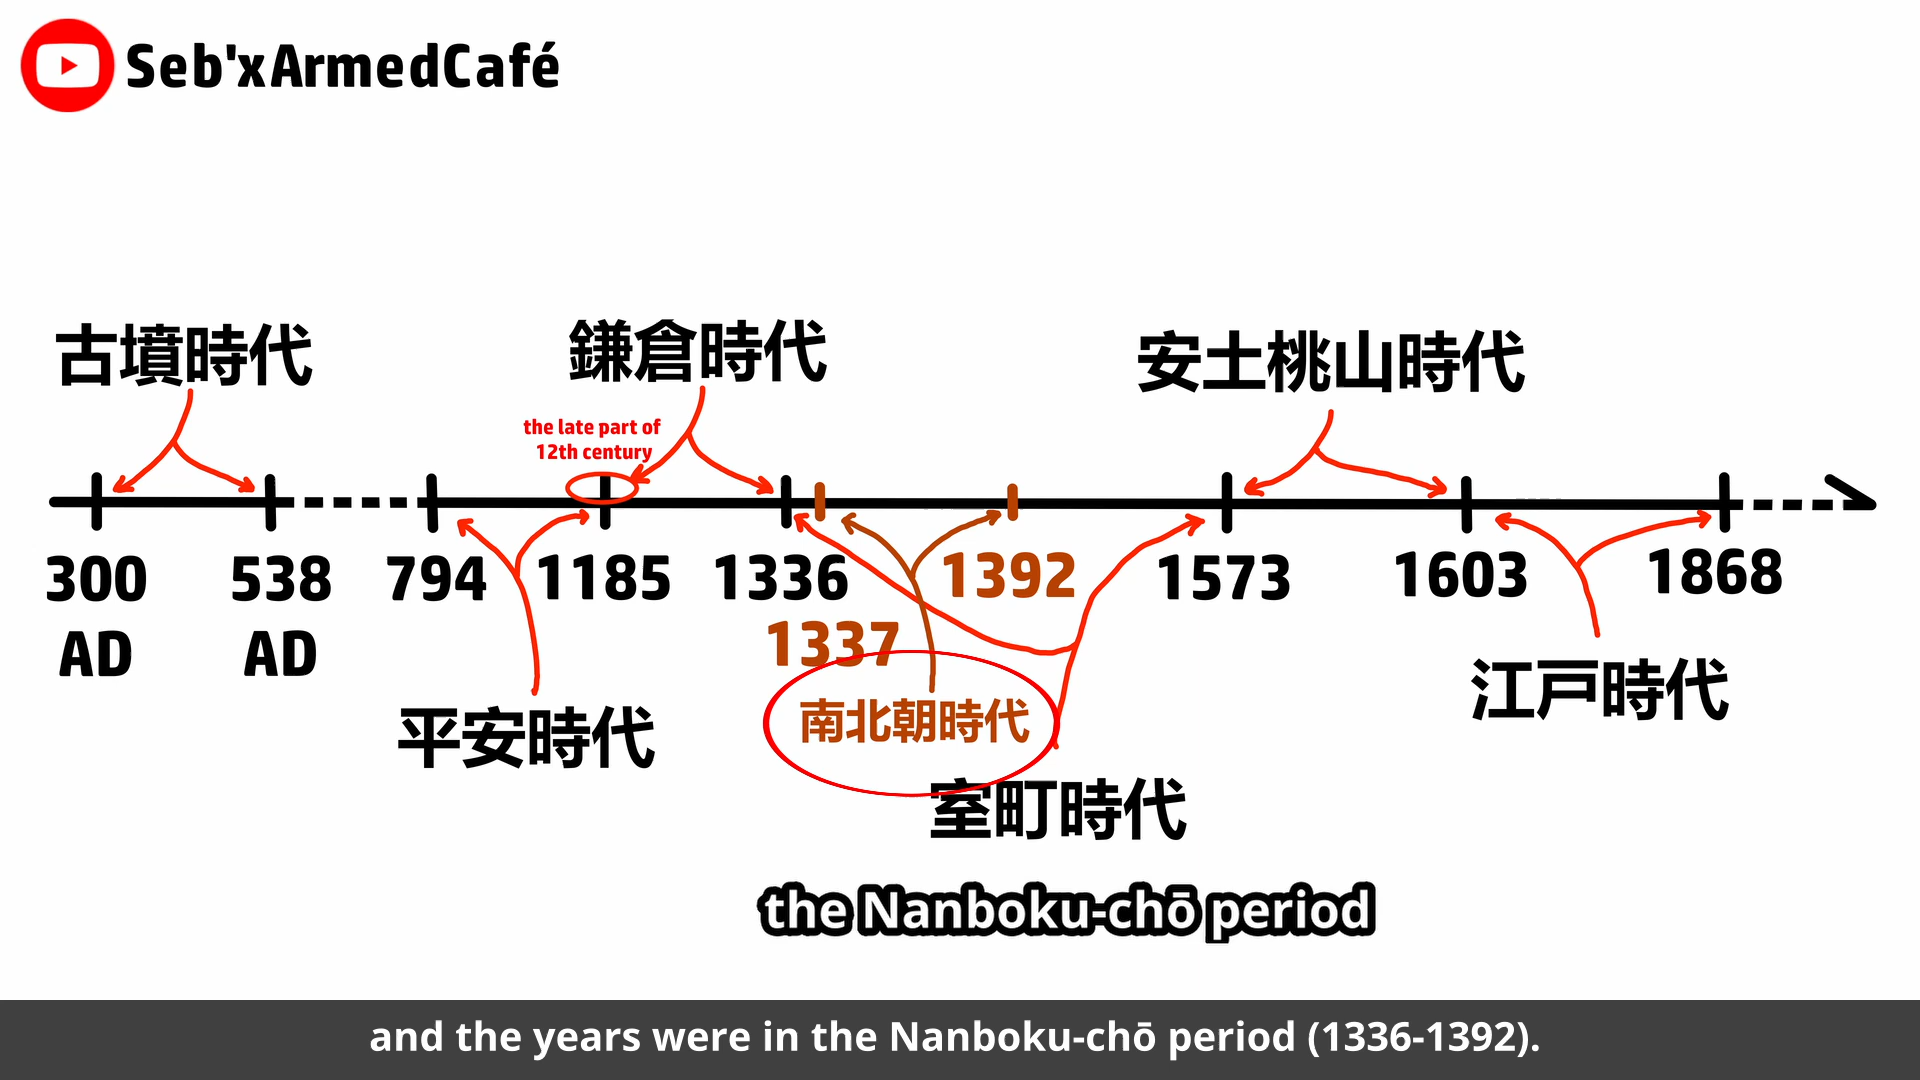 Seb'xArmedCafé
古墳時代
鎌倉時代
安土桃山時代
the late part of
12th century
300
AD
538
AD
794
1185
1336
1337
1392
1573
1603
1868
平安時代
南北朝時代
室町時代
江戸時代
the Nanboku-chō period
and the years were in the Nanboku-chō period (1336-1392).